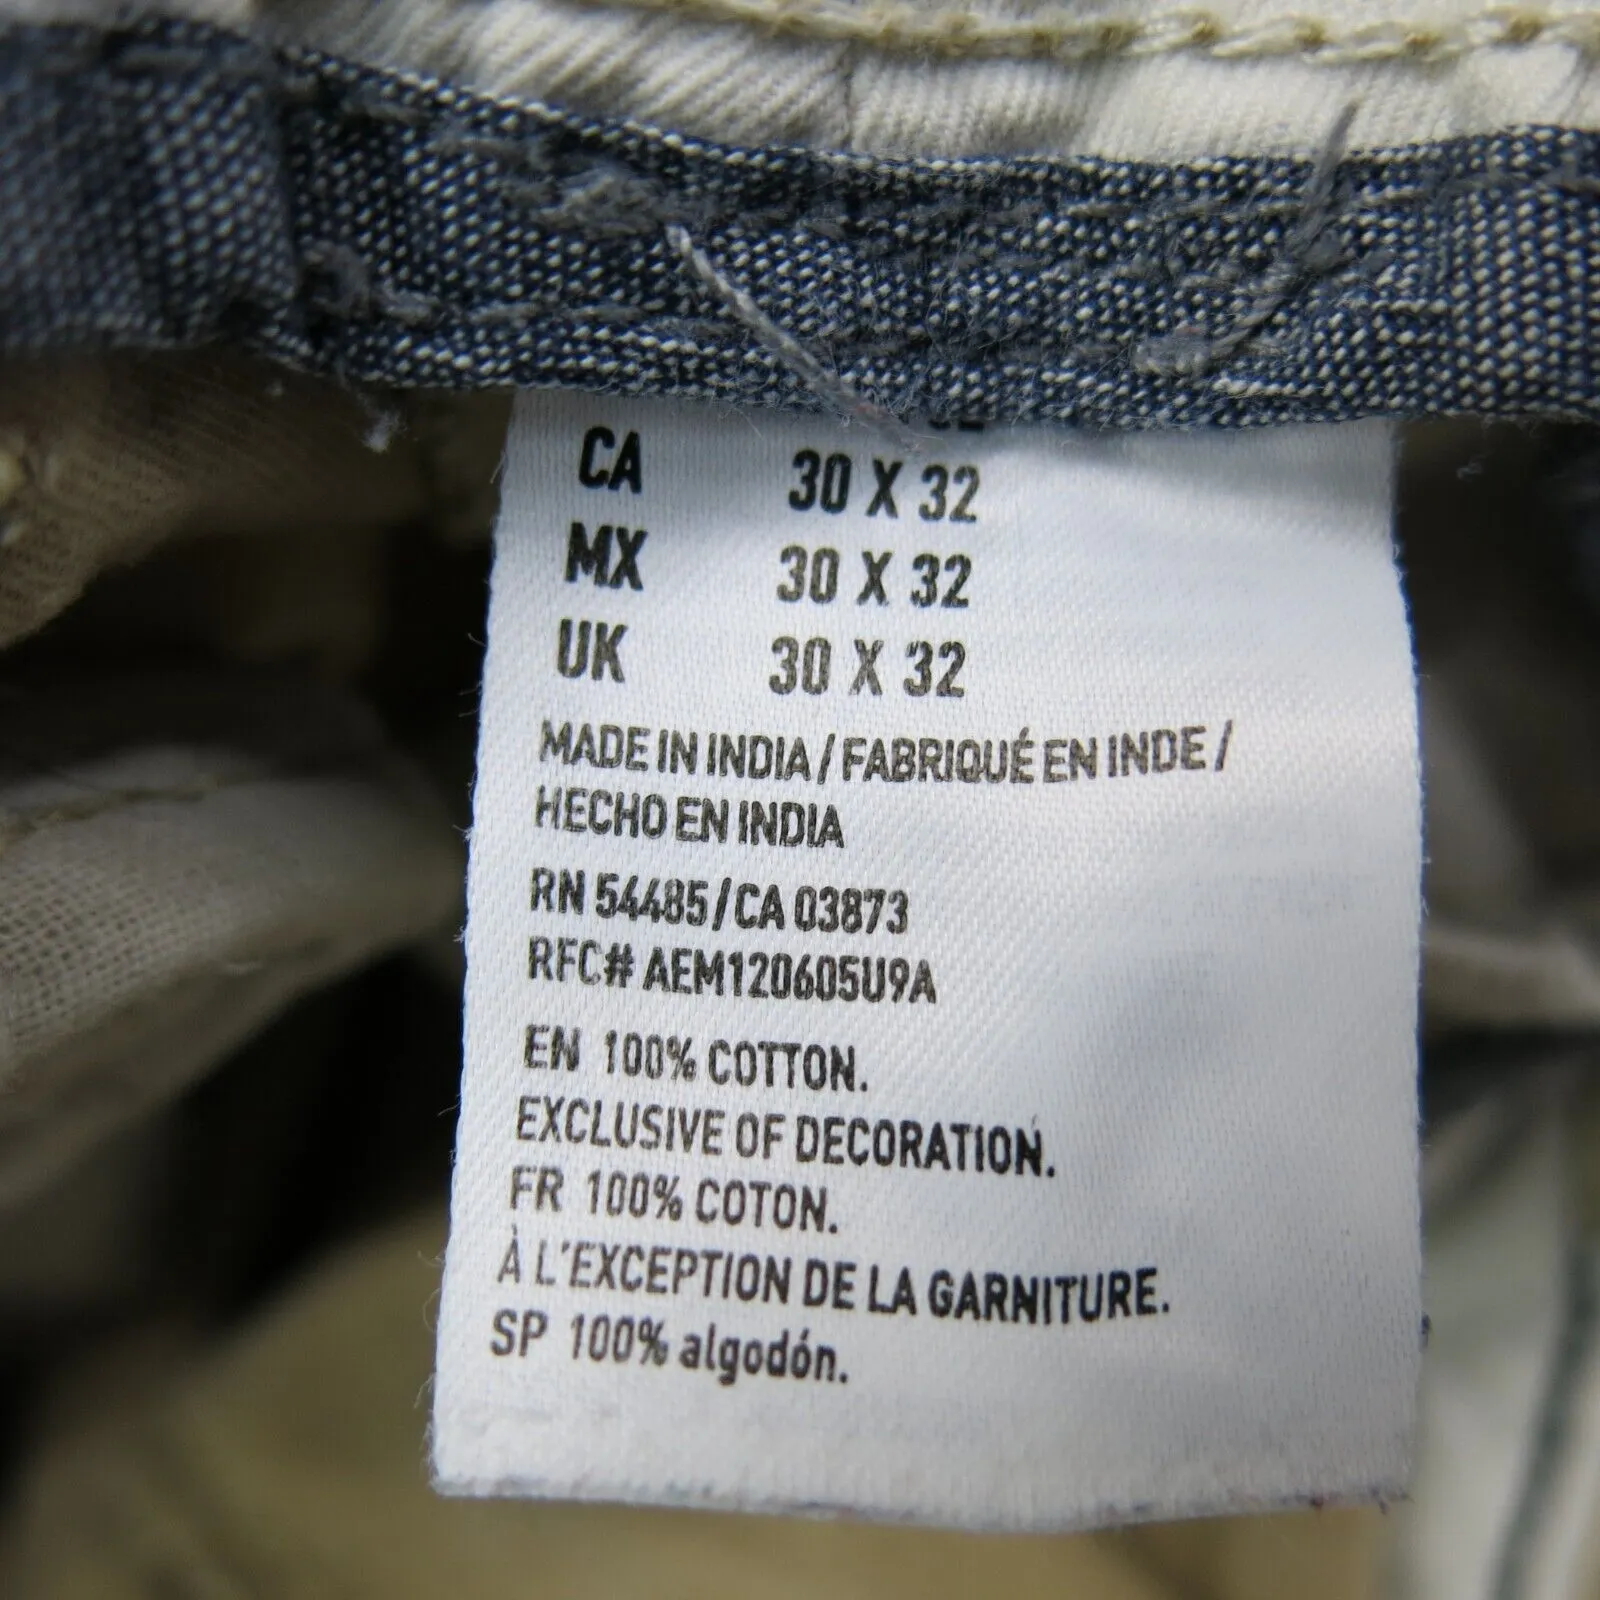 CA 30 X 32
MX 30 X 32
UK 30 X 32
MADE IN INDIA / FABRIQUÉ EN INDE /
HECHO EN INDIA
RN 54485/CA 03873
RFC# AEM120605U9A
EN 100% COTTON.
EXCLUSIVE OF DECORATION.
FR 100% COTON.
À L'EXCEPTION DE LA GARNITURE.
SP 100% algodón.